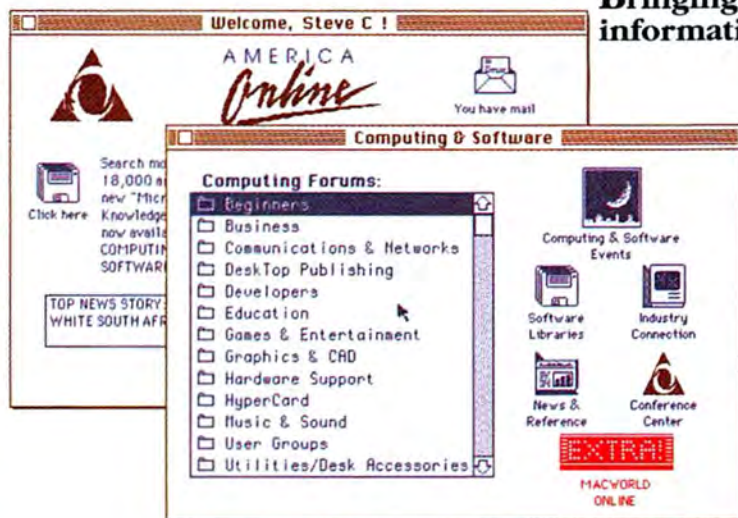 Bringing
informati
Welcome, Steve C !
AMERICA
Online
You have mail
Click here
Search mo
18,000 a
new "Micr
Knowledge
now availa
COMPUTIN
SOFTWAR
TOP NEWS STORY:
WHITE SOUTH AFR
Computing & Software
Computing Forums:
Beginners
Business
Communications & Networks
DeskTop Publishing
Developers
Education
Games & Entertainment
Graphics & CAD
Hardware Support
HyperCard
Music & Sound
User Groups
Utilities/Desk Accessories
Computing & Software
Events
Software
Libraries
Industry
Connection
News &
Reference
Conference
Center
EXTRA!
MACWORLD
ONLINE